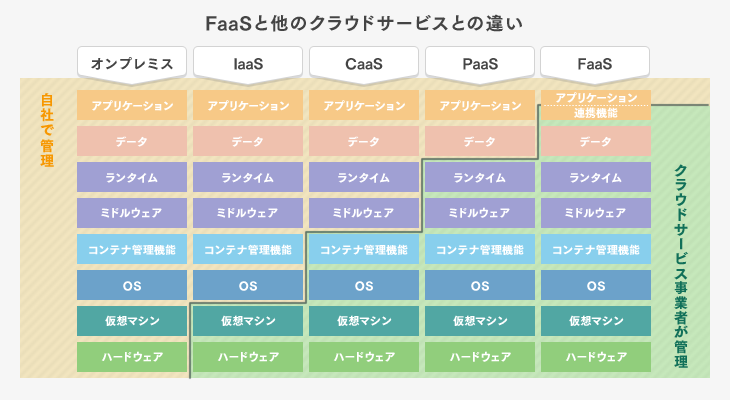 FaaSと他のクラウドサービスとの違い
オンプレミス
IaaS
CaaS
PaaS
FaaS
自社で管理
アプリケーション
アプリケーション
アプリケーション
アプリケーション
アプリケーション
連携機能
データ
データ
データ
データ
データ
ランタイム
ランタイム
ランタイム
ランタイム
ランタイム
ミドルウェア
ミドルウェア
ミドルウェア
ミドルウェア
ミドルウェア
コンテナ管理機能
コンテナ管理機能
コンテナ管理機能
コンテナ管理機能
コンテナ管理機能
OS
OS
OS
OS
OS
仮想マシン
仮想マシン
仮想マシン
仮想マシン
仮想マシン
ハードウェア
ハードウェア
ハードウェア
ハードウェア
ハードウェア
クラウドサービス事業者が管理